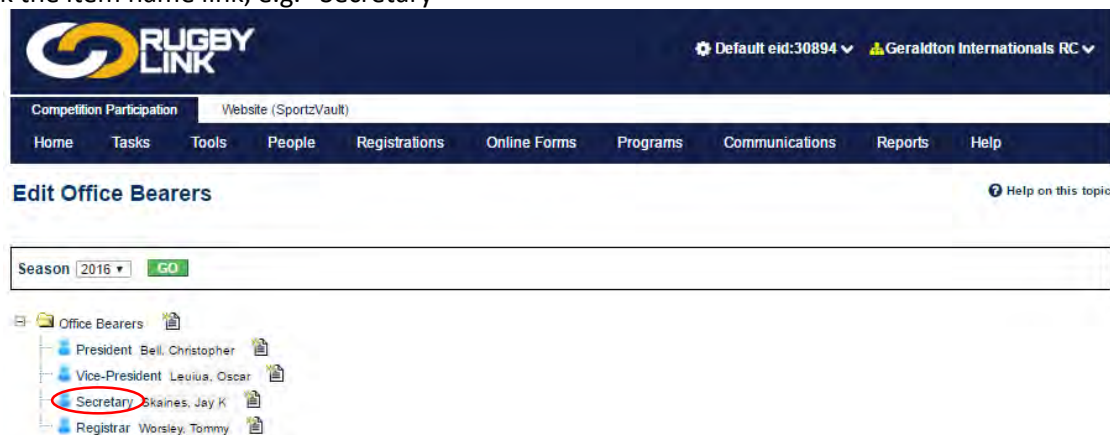 k the item name link, e.g. "Secretary"
RUGBY
LINK
Default eid:30894 Geraldton Internationals RC
Competition Participation Website (SportzVault)
Home Tasks Tools People Registrations Online Forms Programs Communications Reports Help
Edit Office Bearers Help on this topic
Season 2016 GO
Office Bearers
President Bell, Christopher
Vice-President Leuiua, Oscar
Secretary Skaines, Jay K
Registrar Worsley, Tommy